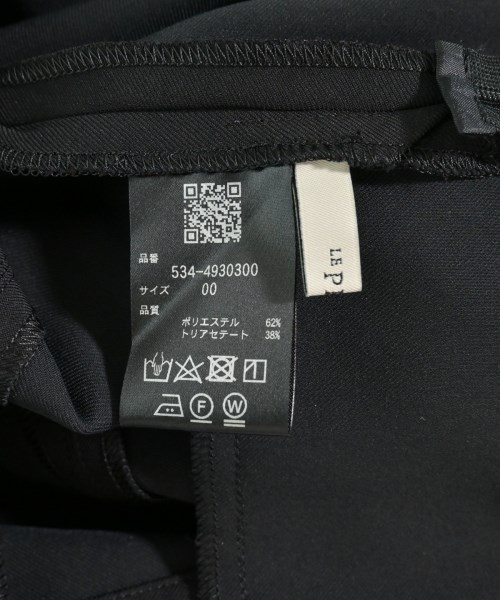 品番
534-4930300
サイズ 00
品質
ポリエステル 62%
トリアセテート 38%
F W
LE